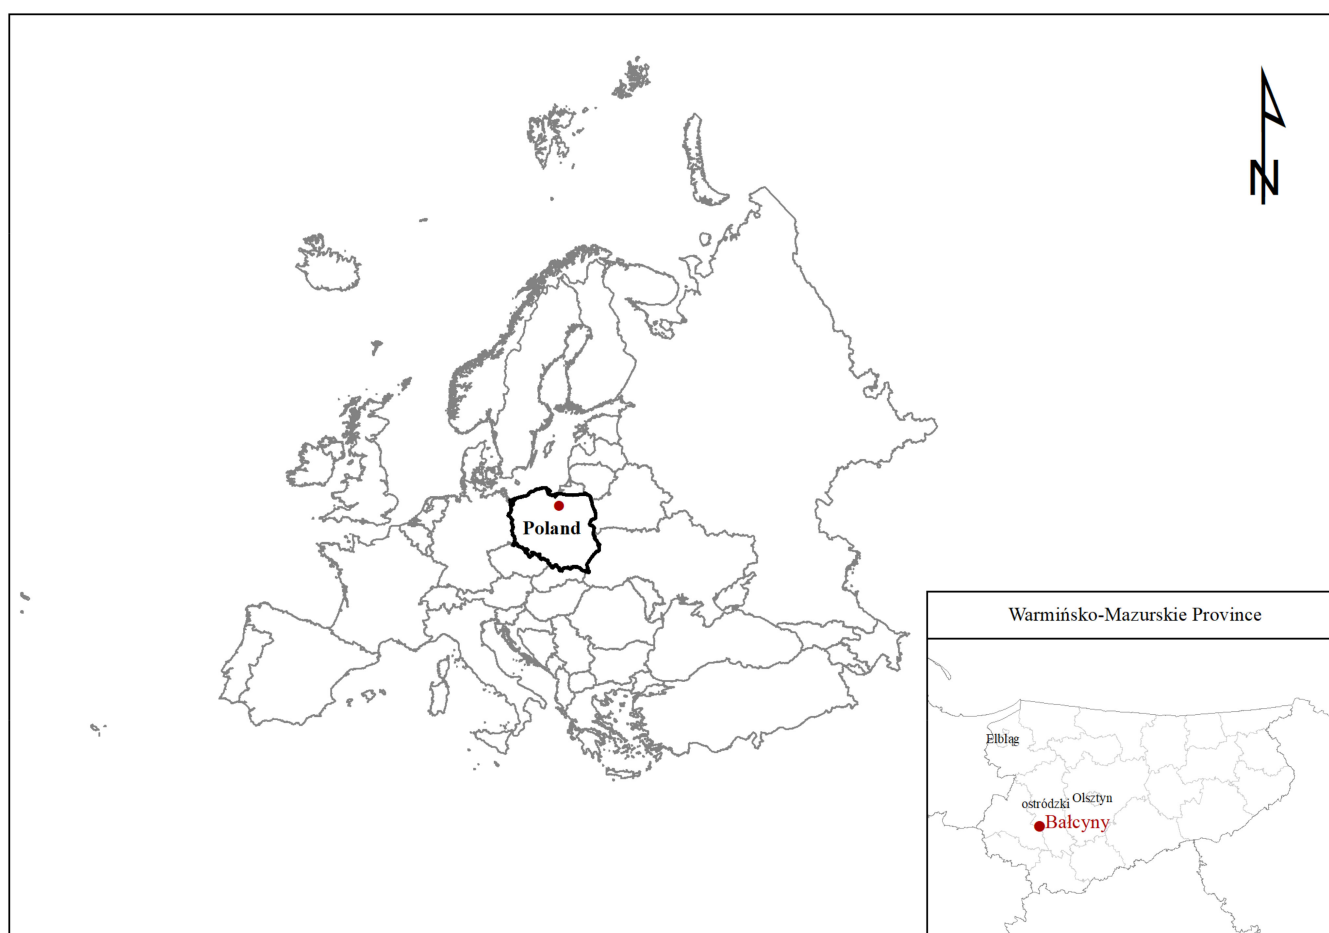 N
Poland
Warmińsko-Mazurskie Province
Elbląg
ostródzki
Olsztyn
Bałcyny